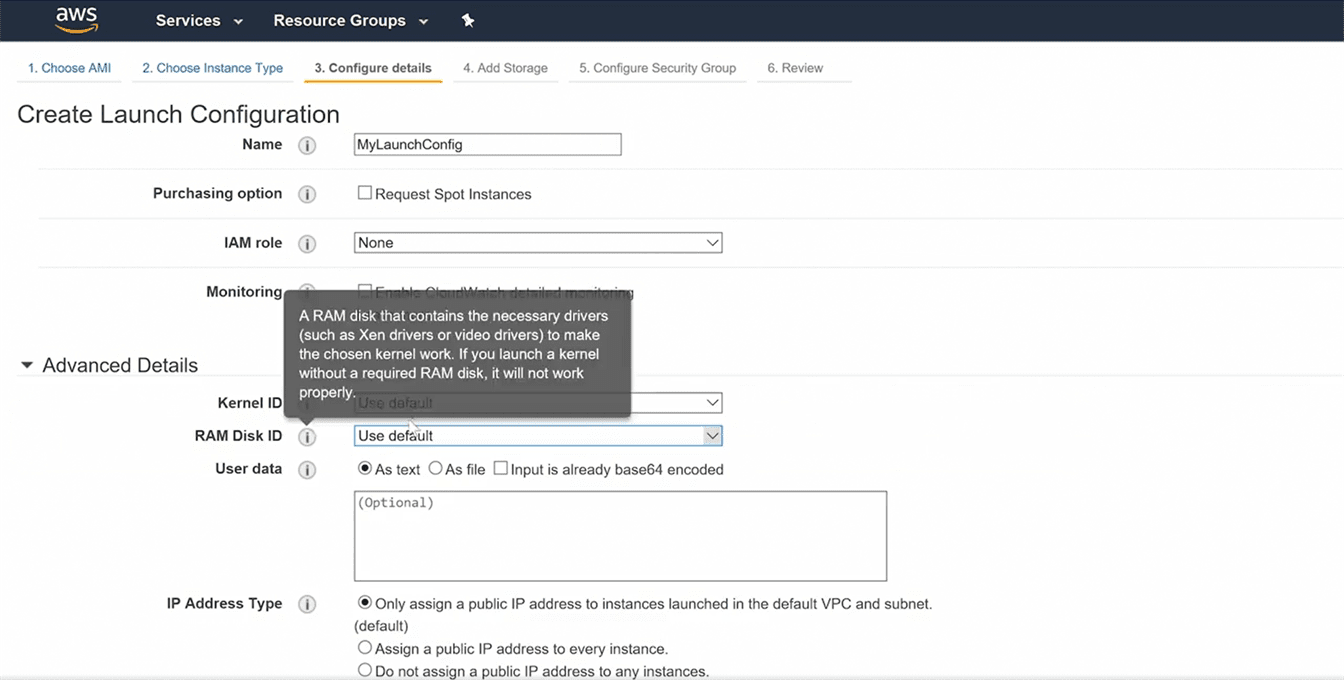 aws Services Resource Groups
1. Choose AMI 2. Choose Instance Type 3. Configure details 4. Add Storage 5. Configure Security Group 6. Review
Create Launch Configuration
Name i MyLaunchConfig
Purchasing option i Request Spot Instances
IAM role i None
Monitoring i Enable CloudWatch detailed monitoring
A RAM disk that contains the necessary drivers
(such as Xen drivers or video drivers) to make
the chosen kernel work. If you launch a kernel
without a required RAM disk, it will not work
properly.
Advanced Details
Kernel ID i Use default
RAM Disk ID i Use default
User data i As text As file Input is already base64 encoded
(Optional)
IP Address Type i Only assign a public IP address to instances launched in the default VPC and subnet.
(default)
Assign a public IP address to every instance.
Do not assign a public IP address to any instances.